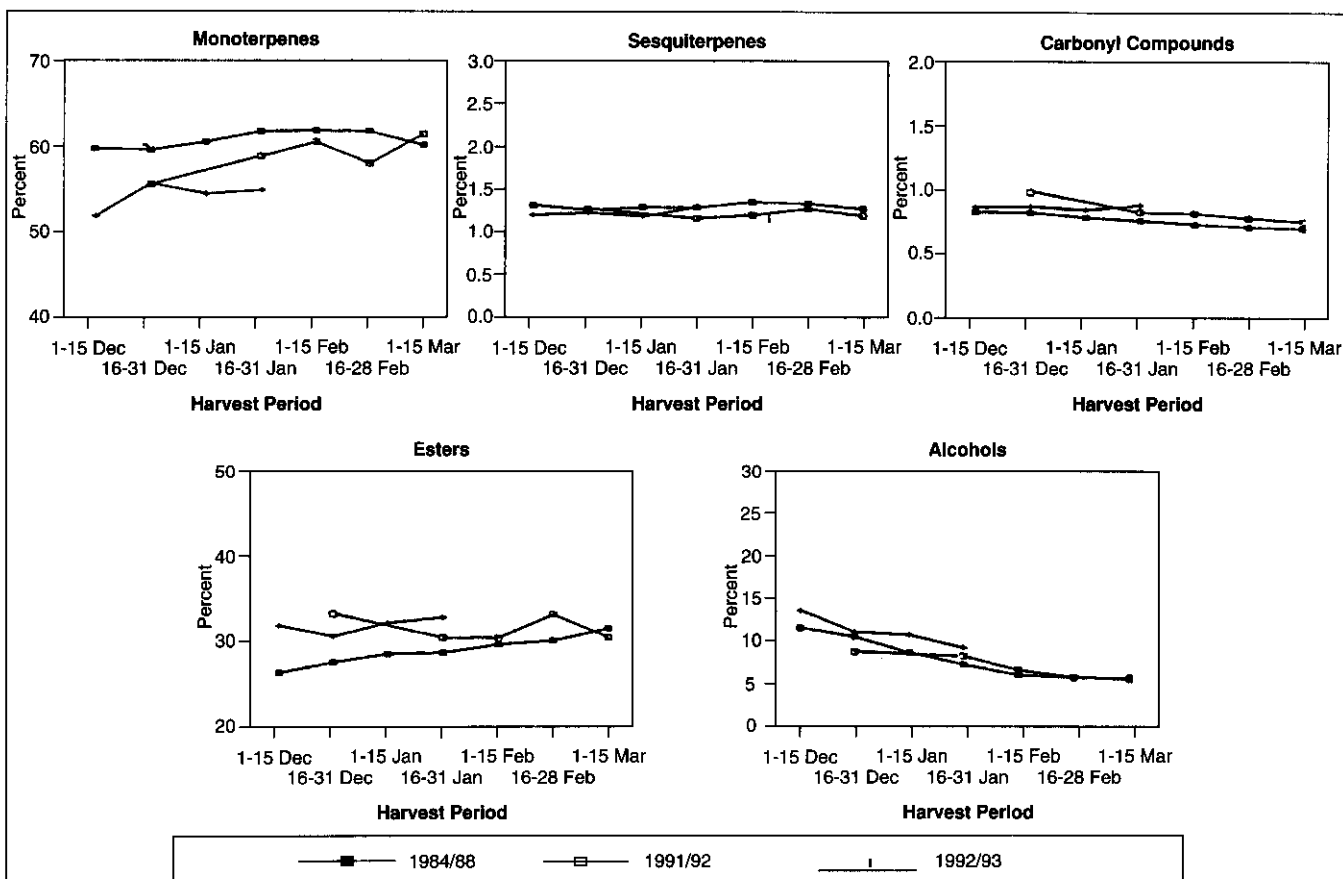 Monoterpenes
70
60
50
40
Percent
1-15 Dec 1-15 Jan 1-15 Feb 1-15 Mar
16-31 Dec 16-31 Jan 16-28 Feb
Harvest Period
Sesquiterpenes
3.0
2.5
2.0
1.5
1.0
0.5
0.0
Percent
1-15 Dec 1-15 Jan 1-15 Feb 1-15 Mar
16-31 Dec 16-31 Jan 16-28 Feb
Harvest Period
Carbonyl Compounds
2.0
1.5
1.0
0.5
0.0
Percent
1-15 Dec 1-15 Jan 1-15 Feb 1-15 Mar
16-31 Dec 16-31 Jan 16-28 Feb
Harvest Period
Esters
50
40
30
20
Percent
1-15 Dec 1-15 Jan 1-15 Feb 1-15 Mar
16-31 Dec 16-31 Jan 16-28 Feb
Harvest Period
Alcohols
30
25
20
15
10
5
0
Percent
1-15 Dec 1-15 Jan 1-15 Feb 1-15 Mar
16-31 Dec 16-31 Jan 16-28 Feb
Harvest Period
1984/88 1991/92 1992/93